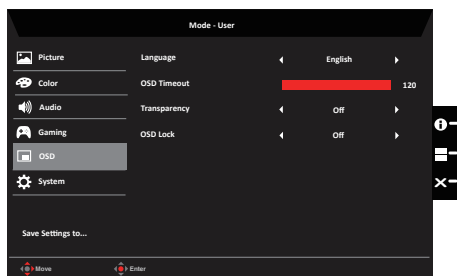 Mode - User
Picture
Language English
Color
OSD Timeout 120
Audio
Transparency Off
Gaming
OSD Lock Off
OSD
System
Save Settings to...
Move Enter